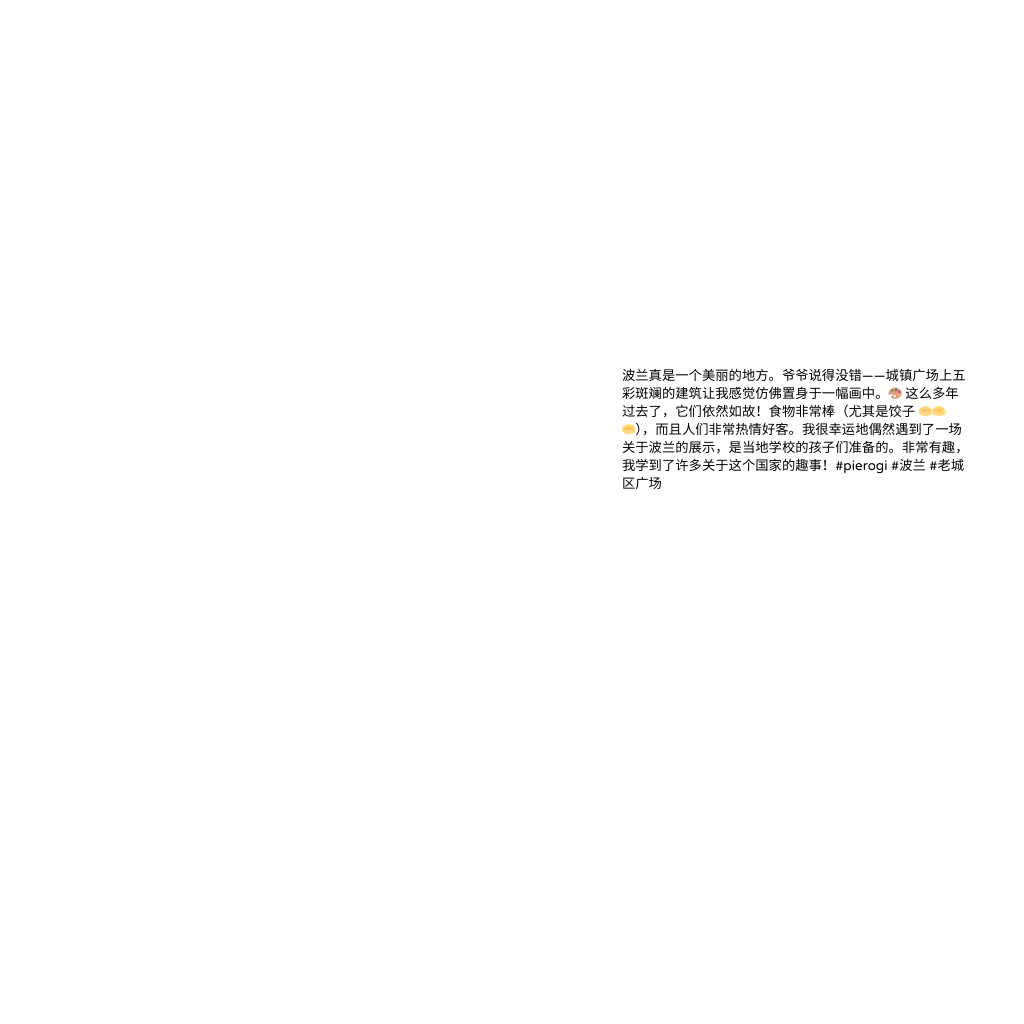 波兰真是一个美丽的地方。爷爷说得没错——城镇广场上五
彩斑斓的建筑让我感觉仿佛置身于一幅画中。🎨 这么多年
过去了，它们依然如故！食物非常棒（尤其是饺子 🥟🥟
🥟），而且人们非常热情好客。我很幸运地偶然遇到了一场
关于波兰的展示，是当地学校的孩子们准备的。非常有趣，
我学到了许多关于这个国家的趣事！#pierogi #波兰 #老城
区广场